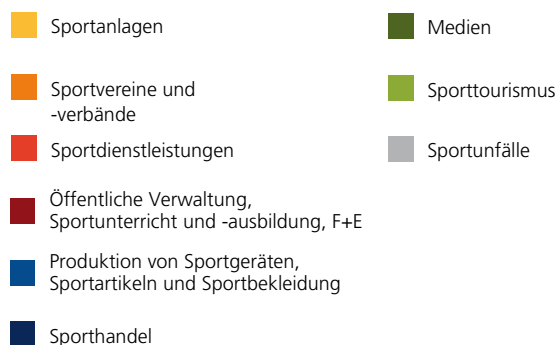 Sportanlagen
Sportvereine und
-verbände
Sportdienstleistungen
Öffentliche Verwaltung,
Sportunterricht und -ausbildung, F+E
Produktion von Sportgeräten,
Sportartikeln und Sportbekleidung
Sporthandel
Medien
Sporttourismus
Sportunfälle